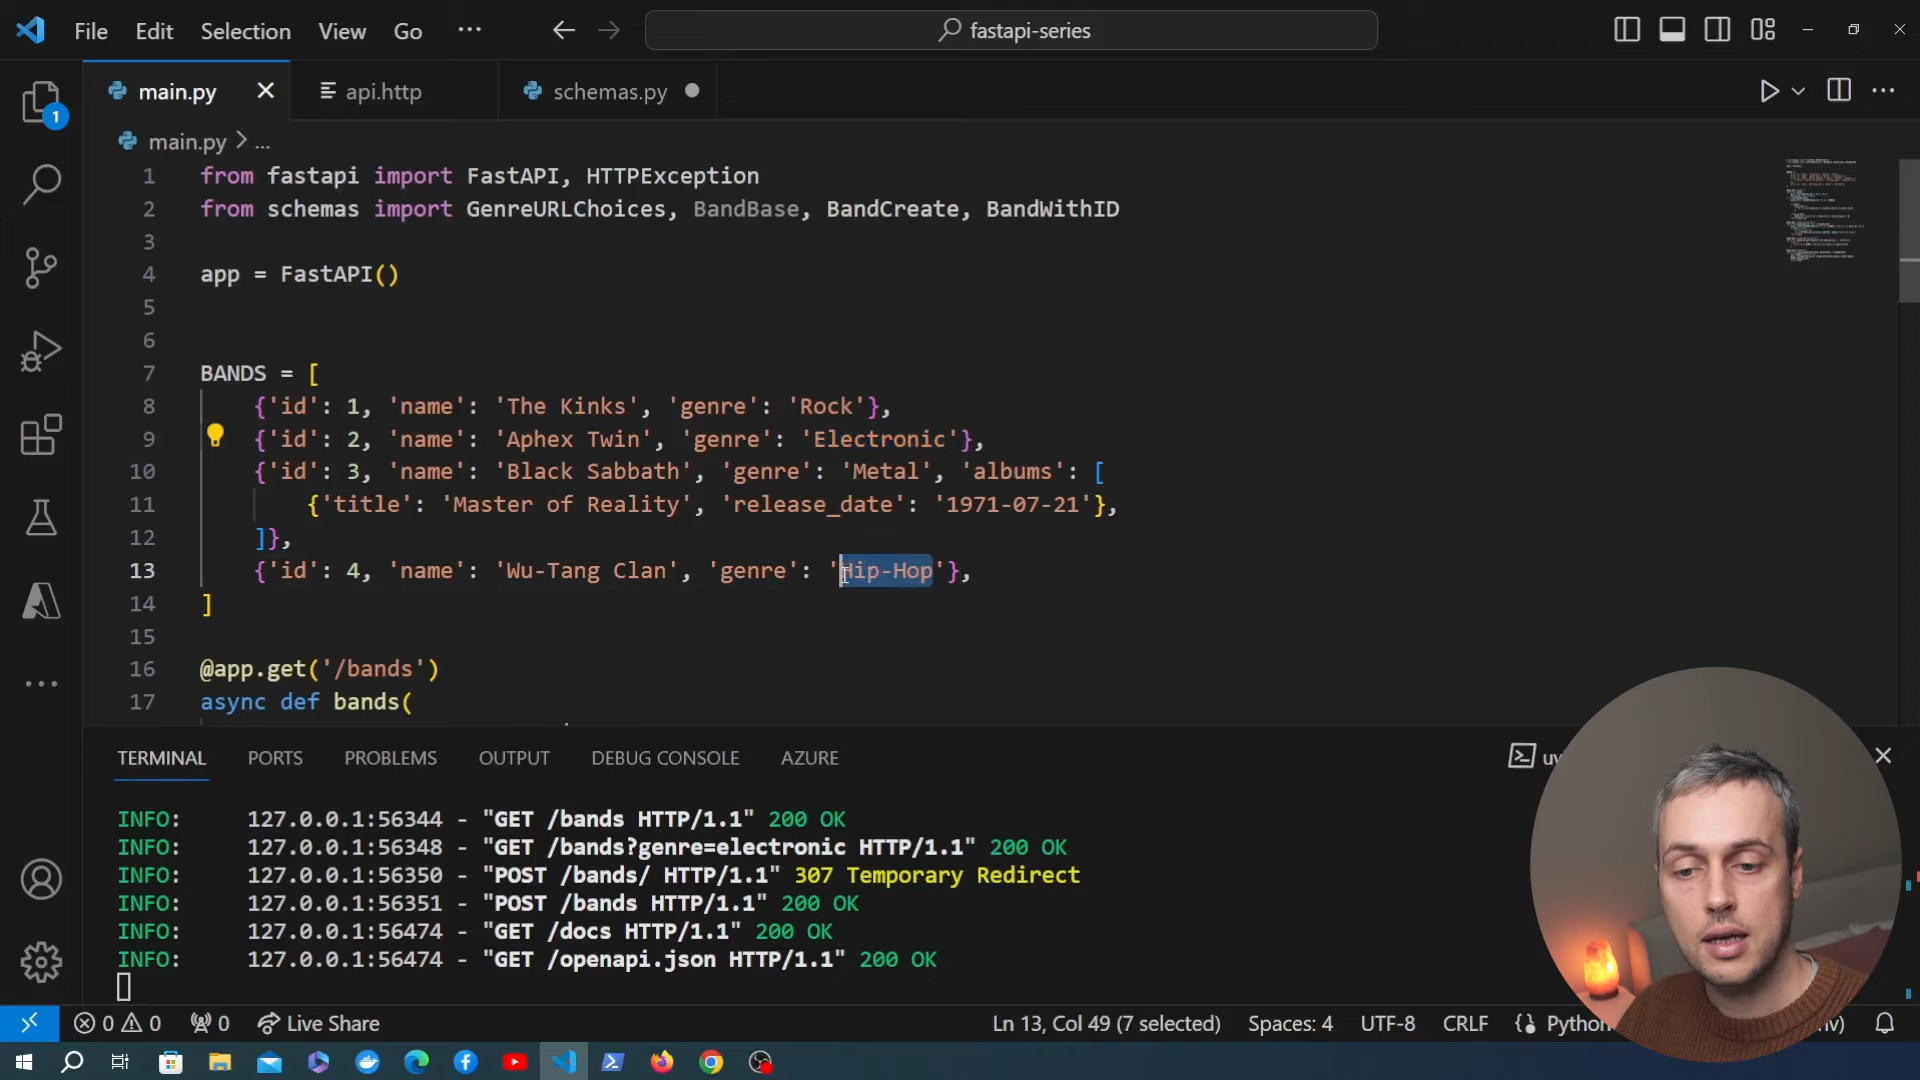 File Edit Selection View Go ··· fastapi-series
main.py api.http schemas.py
1
main.py > ...
1 from fastapi import FastAPI, HTTPException
2 from schemas import GenreURLChoices, BandBase, BandCreate, BandWithID
3
4 app = FastAPI()
5
6
7 BANDS = [
8 {'id': 1, 'name': 'The Kinks', 'genre': 'Rock'},
9 {'id': 2, 'name': 'Aphex Twin', 'genre': 'Electronic'},
10 {'id': 3, 'name': 'Black Sabbath', 'genre': 'Metal', 'albums': [
11 {'title': 'Master of Reality', 'release_date': '1971-07-21'},
12 ]},
13 {'id': 4, 'name': 'Wu-Tang Clan', 'genre': 'Hip-Hop'},
14 ]
15
16 @app.get('/bands')
17 async def bands(
TERMINAL PORTS PROBLEMS OUTPUT DEBUG CONSOLE AZURE
INFO: 127.0.0.1:56344 - "GET /bands HTTP/1.1" 200 OK
INFO: 127.0.0.1:56348 - "GET /bands?genre=electronic HTTP/1.1" 200 OK
INFO: 127.0.0.1:56350 - "POST /bands/ HTTP/1.1" 307 Temporary Redirect
INFO: 127.0.0.1:56351 - "POST /bands HTTP/1.1" 200 OK
INFO: 127.0.0.1:56474 - "GET /docs HTTP/1.1" 200 OK
INFO: 127.0.0.1:56474 - "GET /openapi.json HTTP/1.1" 200 OK
0 0 0 Live Share Ln 13, Col 49 (7 selected) Spaces: 4 UTF-8 CRLF Python